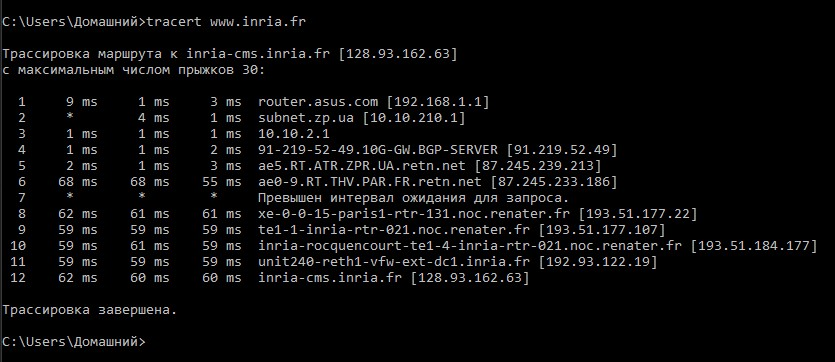 C:\Users\Домашний>tracert www.inria.fr
Трассировка маршрута к inria-cms.inria.fr [128.93.162.63]
с максимальным числом прыжков 30:
1 9 ms 1 ms 3 ms router.asus.com [192.168.1.1]
2 * 4 ms 1 ms subnet.zp.ua [10.10.210.1]
3 1 ms 1 ms 1 ms 10.10.2.1
4 1 ms 1 ms 2 ms 91-219-52-49.10G-GW.BGP-SERVER [91.219.52.49]
5 2 ms 1 ms 3 ms ae5.RT.ATR.ZPR.UA.retn.net [87.245.239.213]
6 68 ms 68 ms 55 ms ae0-9.RT.THV.PAR.FR.retn.net [87.245.233.186]
7 * * * Превышен интервал ожидания для запроса.
8 62 ms 61 ms 61 ms xe-0-0-15-paris1-rtr-131.noc.renater.fr [193.51.177.22]
9 59 ms 59 ms 59 ms te1-1-inria-rtr-021.noc.renater.fr [193.51.177.107]
10 59 ms 61 ms 59 ms inria-rocquencourt-te1-4-inria-rtr-021.noc.renater.fr [193.51.184.177]
11 59 ms 59 ms 59 ms unit240-reth1-vfw-ext-dc1.inria.fr [192.93.122.19]
12 62 ms 60 ms 60 ms inria-cms.inria.fr [128.93.162.63]
Трассировка завершена.
C:\Users\Домашний>